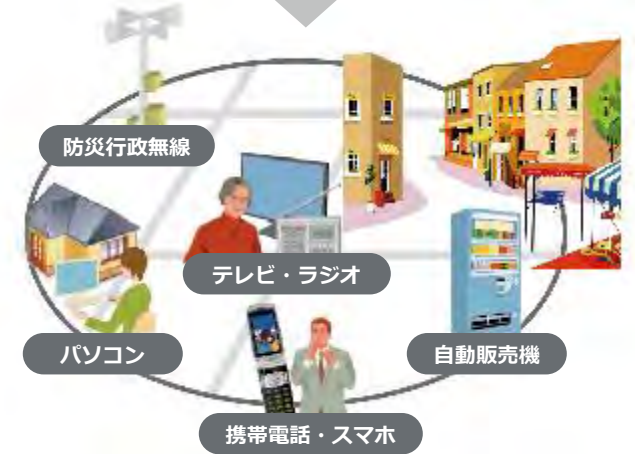 防災行政無線
テレビ・ラジオ
パソコン
自動販売機
携帯電話・スマホ